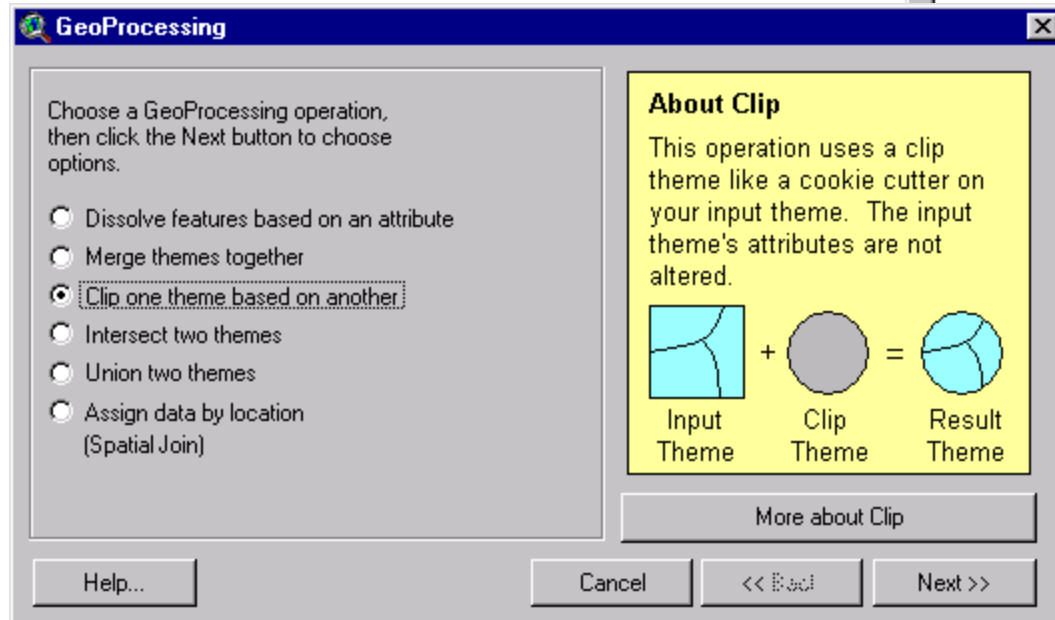 GeoProcessing
Choose a GeoProcessing operation,
then click the Next button to choose
options.
Dissolve features based on an attribute
Merge themes together
Clip one theme based on another
Intersect two themes
Union two themes
Assign data by location
(Spatial Join)
About Clip
This operation uses a clip
theme like a cookie cutter on
your input theme.  The input
theme's attributes are not
altered.
+ =
Input Clip Result
Theme Theme Theme
More about Clip
Help... Cancel << Back Next >>